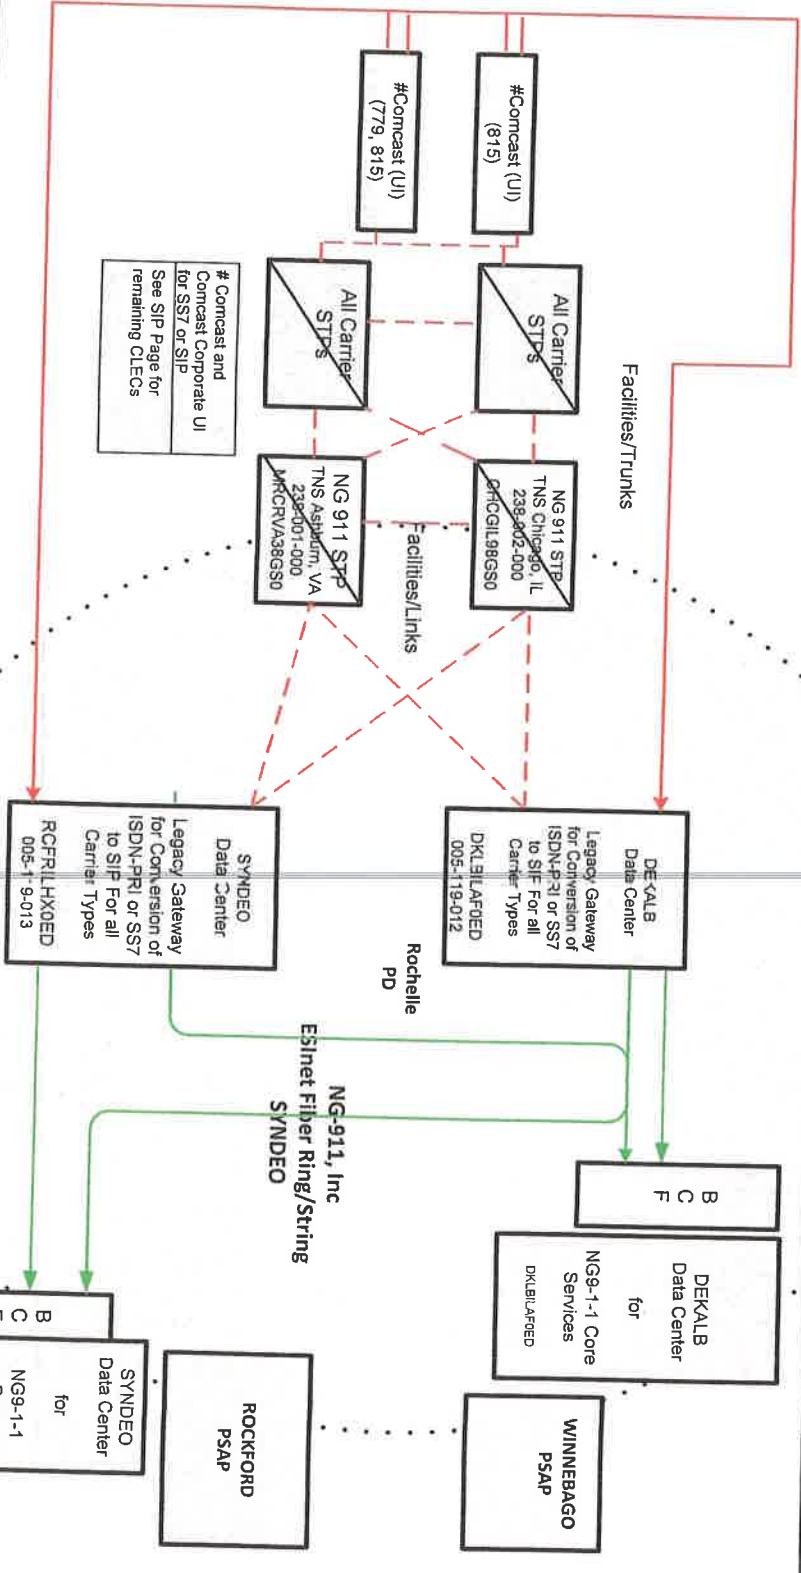 Facilities/Trunks
#Comcast (UI)
(815)
#Comcast (UI)
(779, 815)
All Carrier
STPs
All Carrier
STPs
# Comcast and
Comcast Corporate UI
for SS7 or SIP
See SIP Page for
remaining CLECs
NG 911 STP
TNS Chicago, IL
238-002-000
CHCGIL98GS0
NG 911 STP
TNS Ashburn, VA
238-001-000
MRCRVA38GS0
Facilities/Links
DEKALB
Data Center
Legacy Gateway
for Conversion of
ISDN-PRI or SS7
to SIF For all
Carrier Types
DKLBILAF0ED
005-119-012
SYNDEO
Data Center
Legacy Gateway
for Conversion of
ISDN-PRI or SS7
to SIP For all
Carrier Types
RCFRILHX0ED
005-119-013
Rochelle
PD
NG-911, Inc
ESInet Fiber Ring/String
SYNDEO
B
C
F
DEKALB
Data Center
for
NG9-1-1 Core
Services
DKLBILAF0ED
B
C
SYNDEO
Data Center
for
NG9-1-1
WINNEBAGO
PSAP
ROCKFORD
PSAP